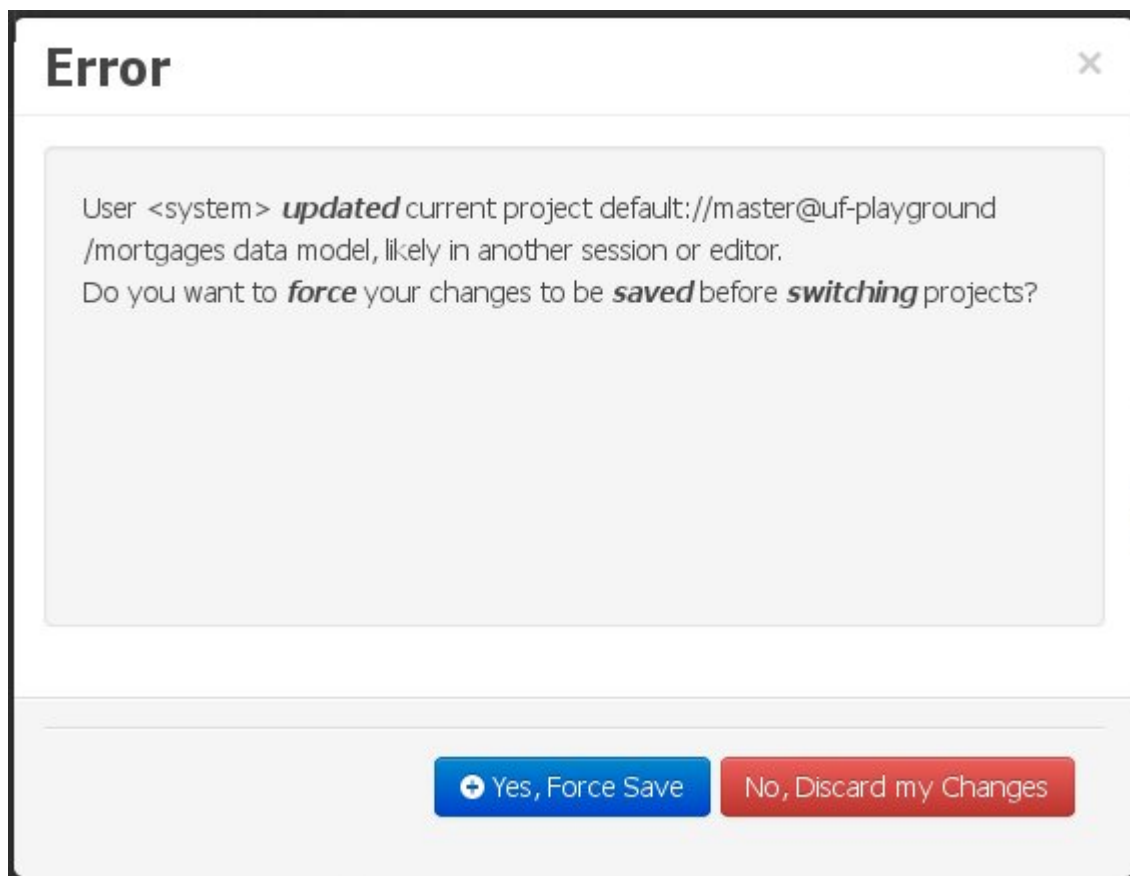 Error
×
User <system> updated current project default://master@uf-playground
/mortgages data model, likely in another session or editor.
Do you want to force your changes to be saved before switching projects?
Yes, Force Save
No, Discard my Changes